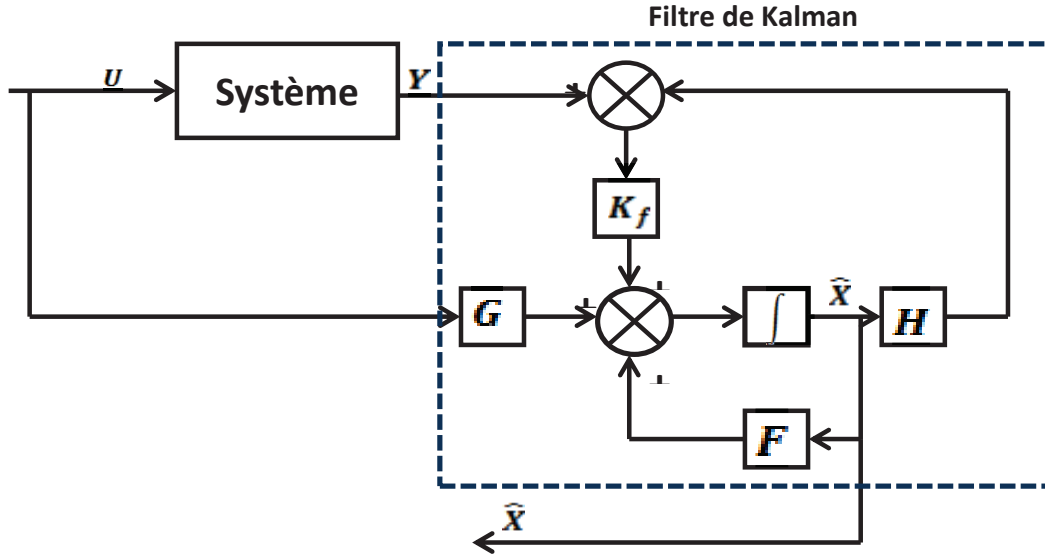 Filtre de Kalman
U
Système
Y
+
K_f
+
+
G
∫
X̂
H
+
F
X̂